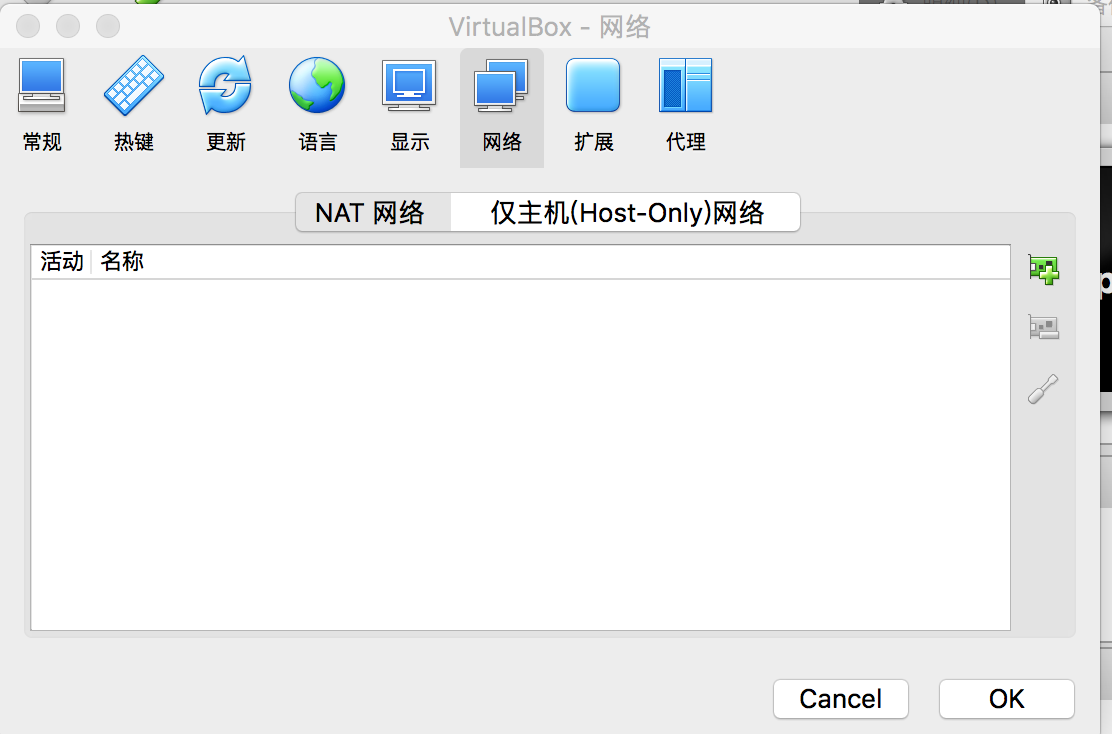 VirtualBox - 网络
常规 热键 更新 语言 显示 网络 扩展 代理
NAT 网络 仅主机(Host-Only)网络
活动 名称
Cancel OK